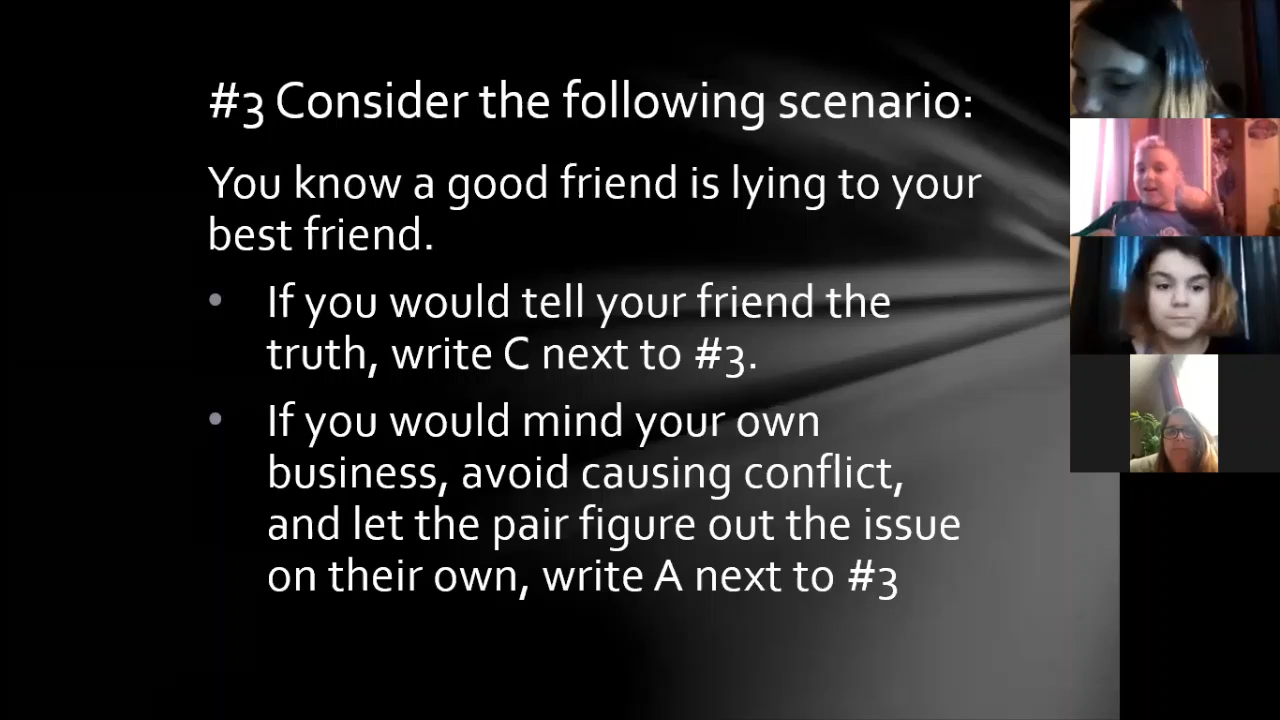 #3 Consider the following scenario:
You know a good friend is lying to your
best friend.
• If you would tell your friend the
truth, write C next to #3.
• If you would mind your own
business, avoid causing conflict,
and let the pair figure out the issue
on their own, write A next to #3